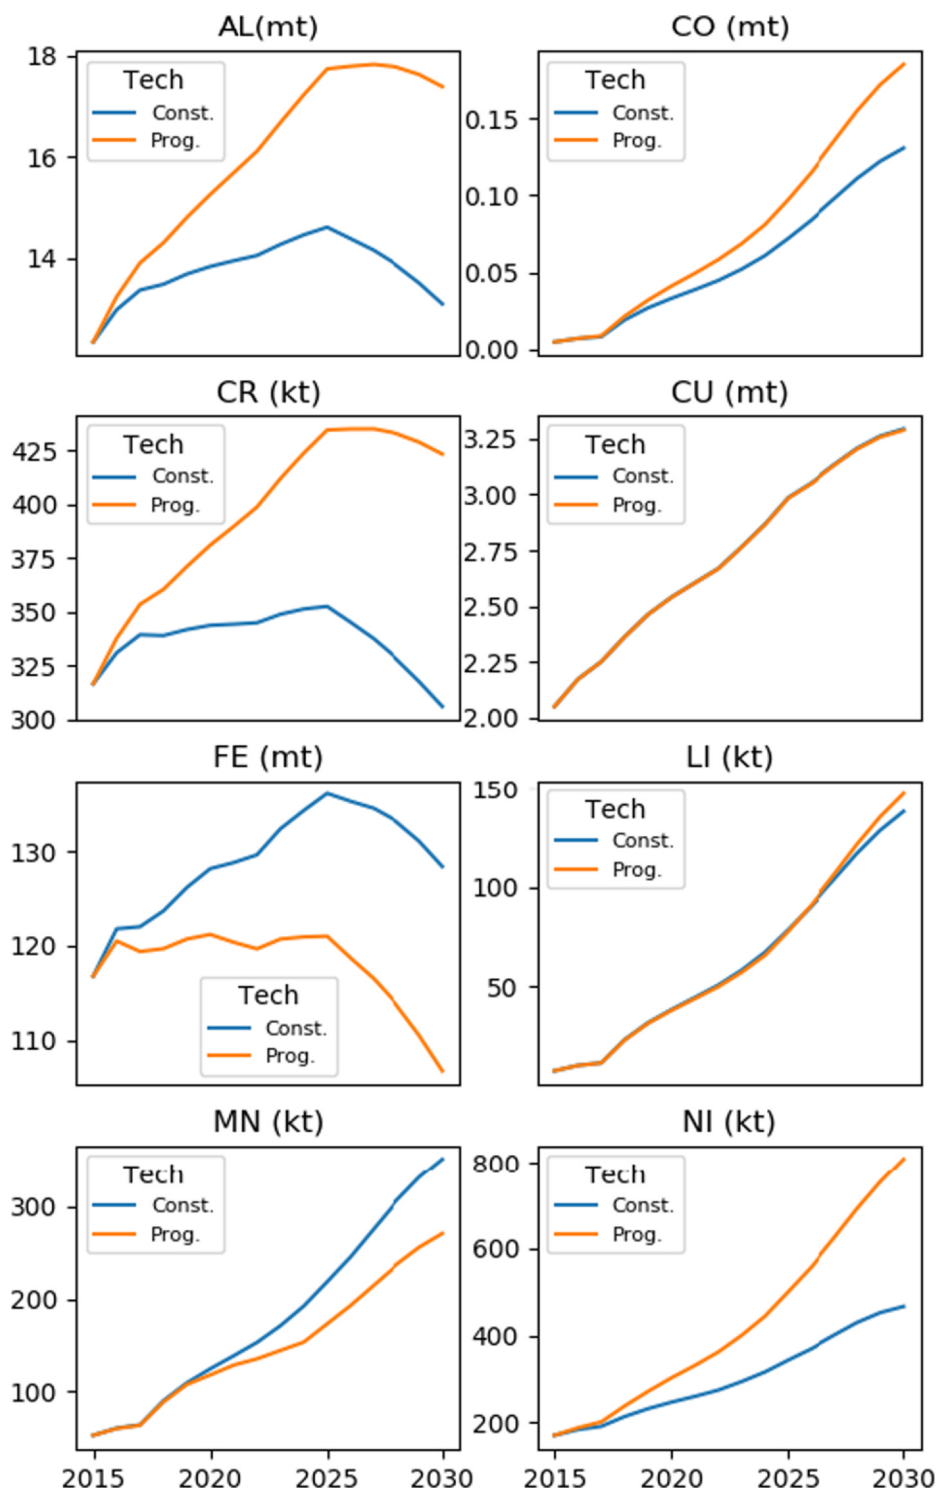 AL(mt)
18
16
14
Tech
Const.
Prog.
CO (mt)
0.15
0.10
0.05
0.00
Tech
Const.
Prog.
CR (kt)
425
400
375
350
325
300
Tech
Const.
Prog.
CU (mt)
3.25
3.00
2.75
2.50
2.25
2.00
Tech
Const.
Prog.
FE (mt)
130
120
110
Tech
Const.
Prog.
LI (kt)
150
100
50
Tech
Const.
Prog.
MN (kt)
300
200
100
Tech
Const.
Prog.
2015 2020 2025 2030
NI (kt)
800
600
400
200
Tech
Const.
Prog.
2015 2020 2025 2030